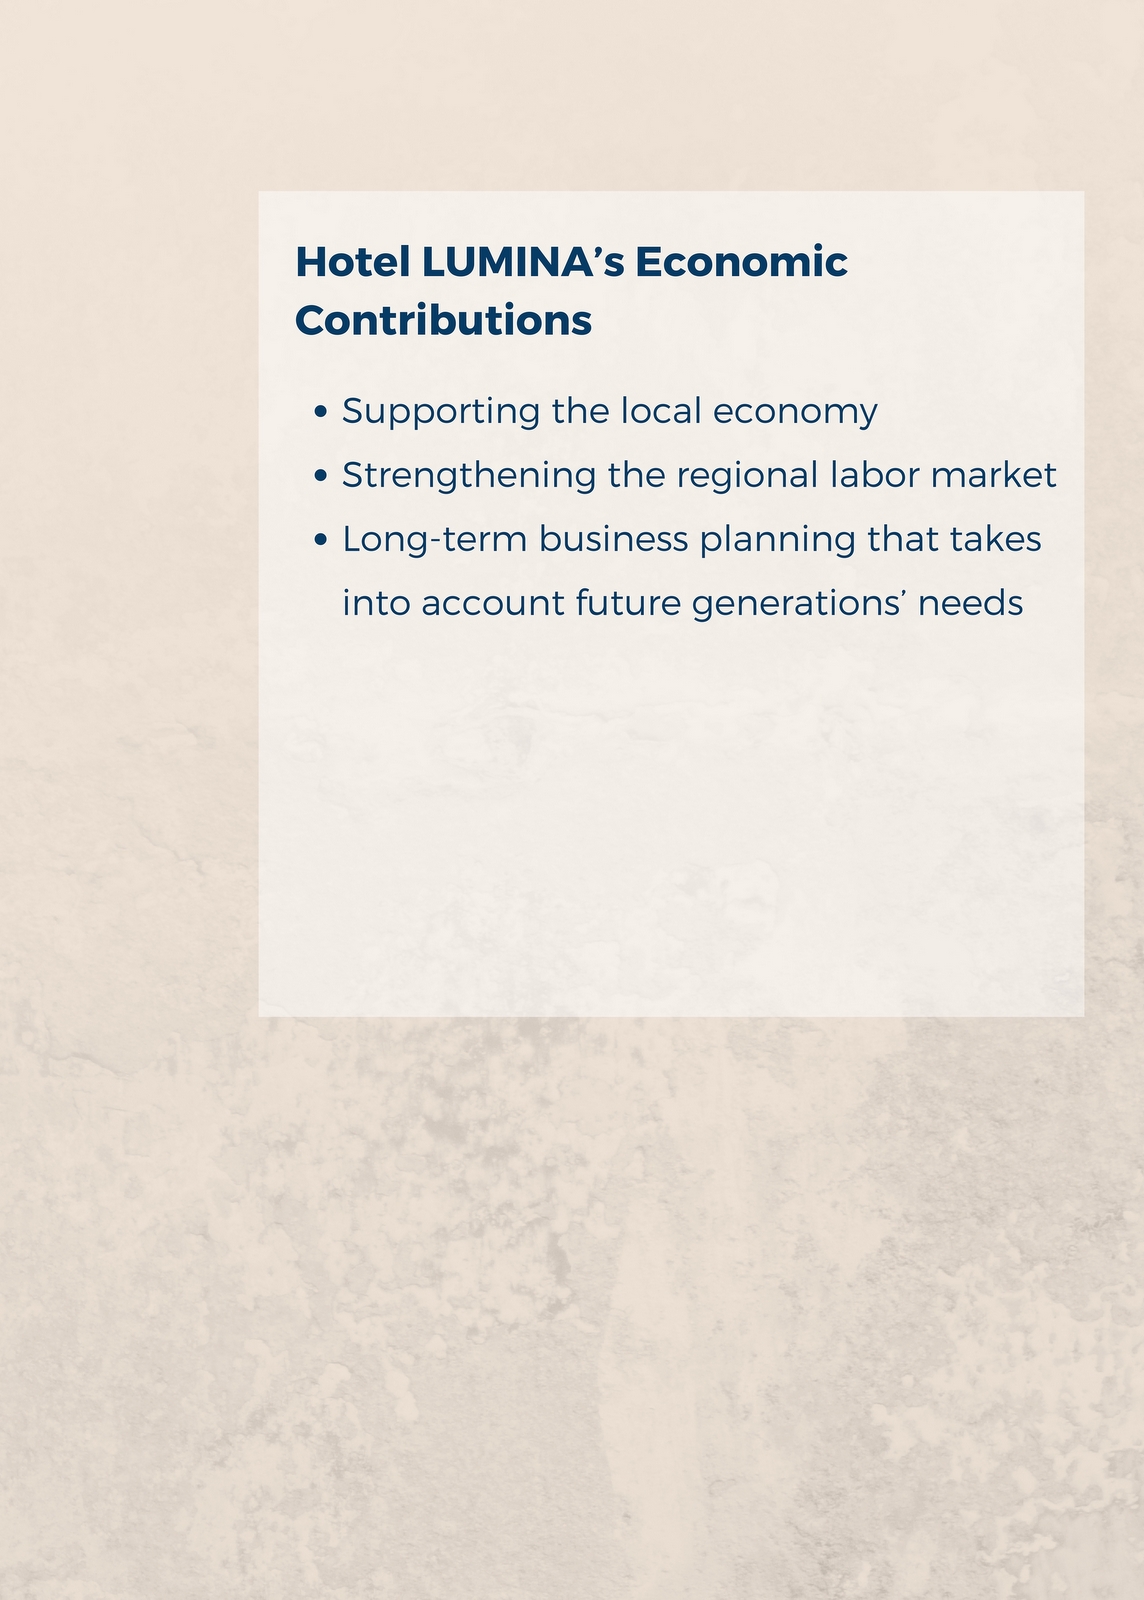 Hotel LUMINA’s Economic
Contributions
• Supporting the local economy
• Strengthening the regional labor market
• Long-term business planning that takes
into account future generations’ needs